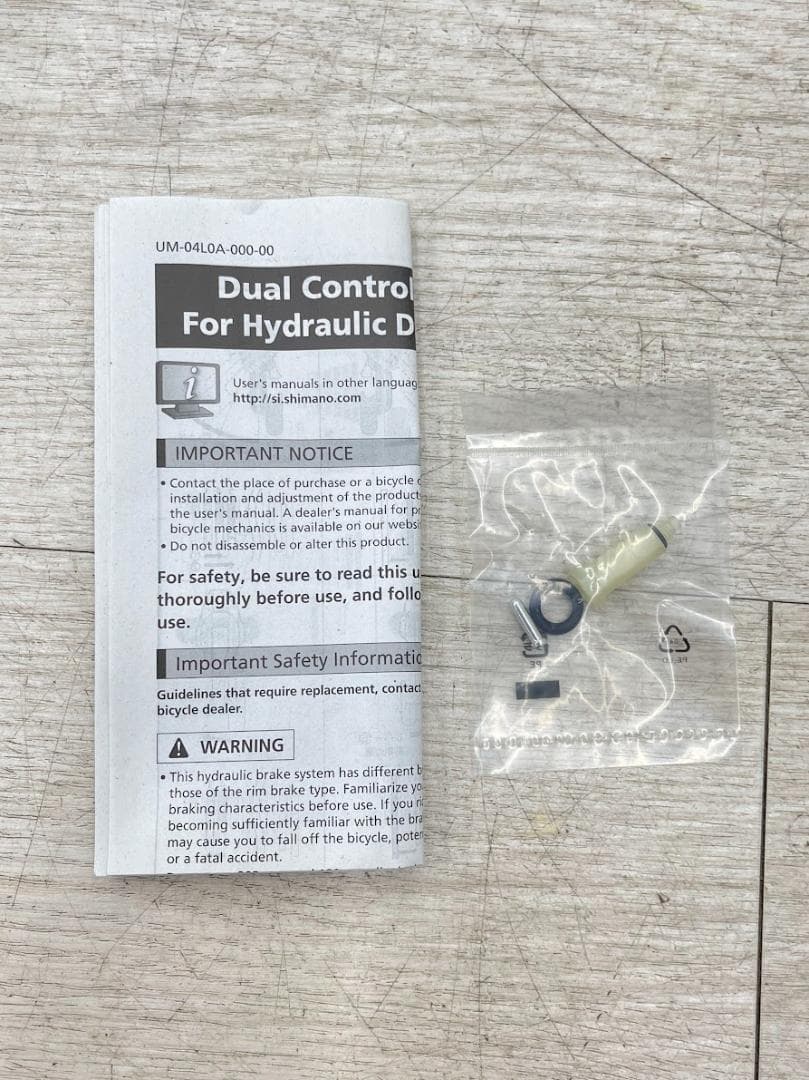 UM-04L0A-000-00
Dual Control
For Hydraulic D
User's manuals in other languag
http://si.shimano.com
IMPORTANT NOTICE
• Contact the place of purchase or a bicycle
installation and adjustment of the product
the user's manual. A dealer's manual for p
bicycle mechanics is available on our webs
• Do not disassemble or alter this product.
For safety, be sure to read this u
thoroughly before use, and follo
use.
Important Safety Informatio
Guidelines that require replacement, contact
bicycle dealer.
WARNING
• This hydraulic brake system has different b
those of the rim brake type. Familiarize yo
braking characteristics before use. If you ri
becoming sufficiently familiar with the bra
may cause you to fall off the bicycle, poten
or a fatal accident.
PE